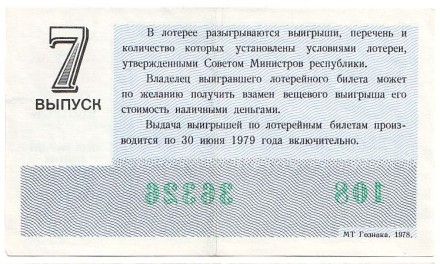 7
ВЫПУСК
В лотерее разыгрываются выигрыши, перечень и
количество которых установлены условиями лотереи,
утвержденными Советом Министров республики.
Владелец выигравшего лотерейного билета может
по желанию получить взамен вещевого выигрыша его
стоимость наличными деньгами.
Выдача выигрышей по лотерейным билетам произ-
водится по 30 июня 1979 года включительно.
МТ Гознака. 1978.